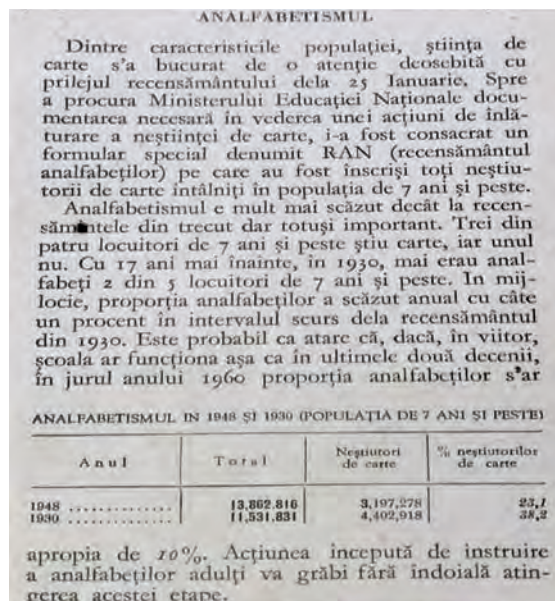 ANALFABETISMUL
Dintre caracteristicile populației, știința de
carte s'a bucurat de o atenție deosebită cu
prilejul recensământului dela 25 Ianuarie. Spre
a procura Ministerului Educației Naționale docu-
mentarea necesară în vederea unei acțiuni de înlă-
turare a neștiinței de carte, i-a fost consacrat un
formular special denumit RAN (recensământul
analfabeților) pe care au fost înscriși toți neștiu-
torii de carte întâlniți în populația de 7 ani și peste.
Analfabetismul e mult mai scăzut decât la recen-
sămintele din trecut dar totuși important. Trei din
patru locuitori de 7 ani și peste știu carte, iar unul
nu. Cu 17 ani mai înainte, în 1930, mai erau anal-
fabeți 2 din 5 locuitori de 7 ani și peste. In mij-
locie, proporția analfabeților a scăzut anual cu câte
un procent în intervalul scurs dela recensământul
din 1930. Este probabil ca atare că, dacă, în viitor,
școala ar funcționa așa ca în ultimele două decenii,
în jurul anului 1960 proporția analfabeților s'ar
ANALFABETISMUL IN 1948 ȘI 1930 (POPULAȚIA DE 7 ANI ȘI PESTE)
Anul Total Neștiutori de carte % neștiutorilor de carte
1948 .............. 13,862.816 3,197,278 23,1
1930 .............. 11,531.831 4,402,918 38,2
apropia de 10%. Acțiunea începută de instruire
a analfabeților adulți va grăbi fără îndoială atin-
gerea acestei etape.